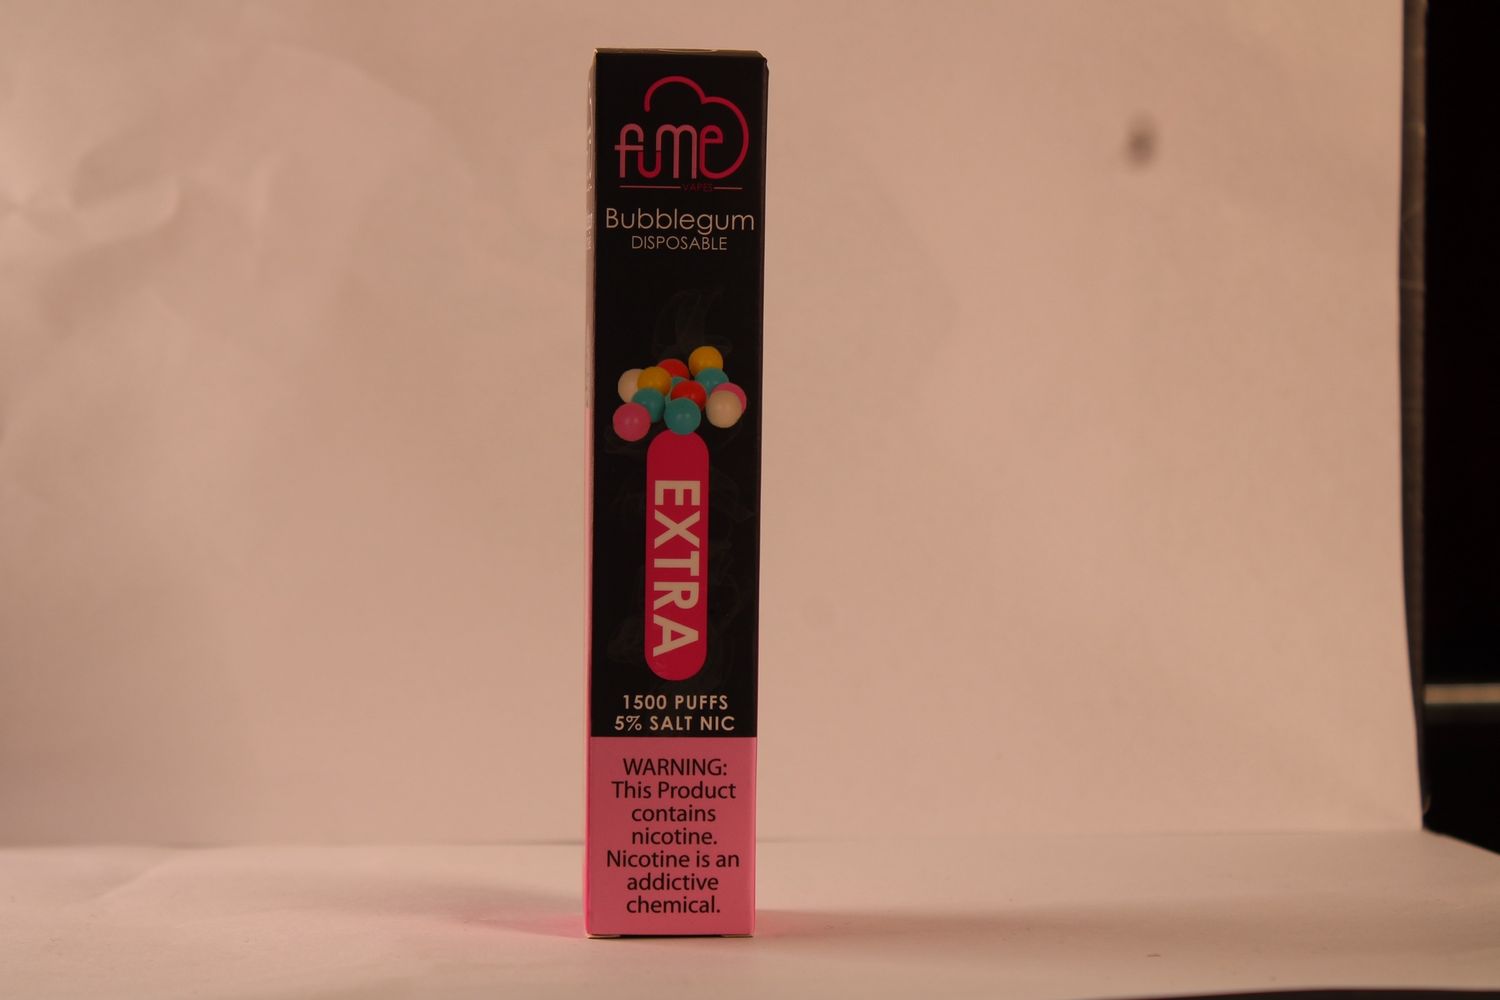 fume
VAPES
Bubblegum
DISPOSABLE
EXTRA
1500 PUFFS
5% SALT NIC
WARNING:
This Product
contains
nicotine.
Nicotine is an
addictive
chemical.